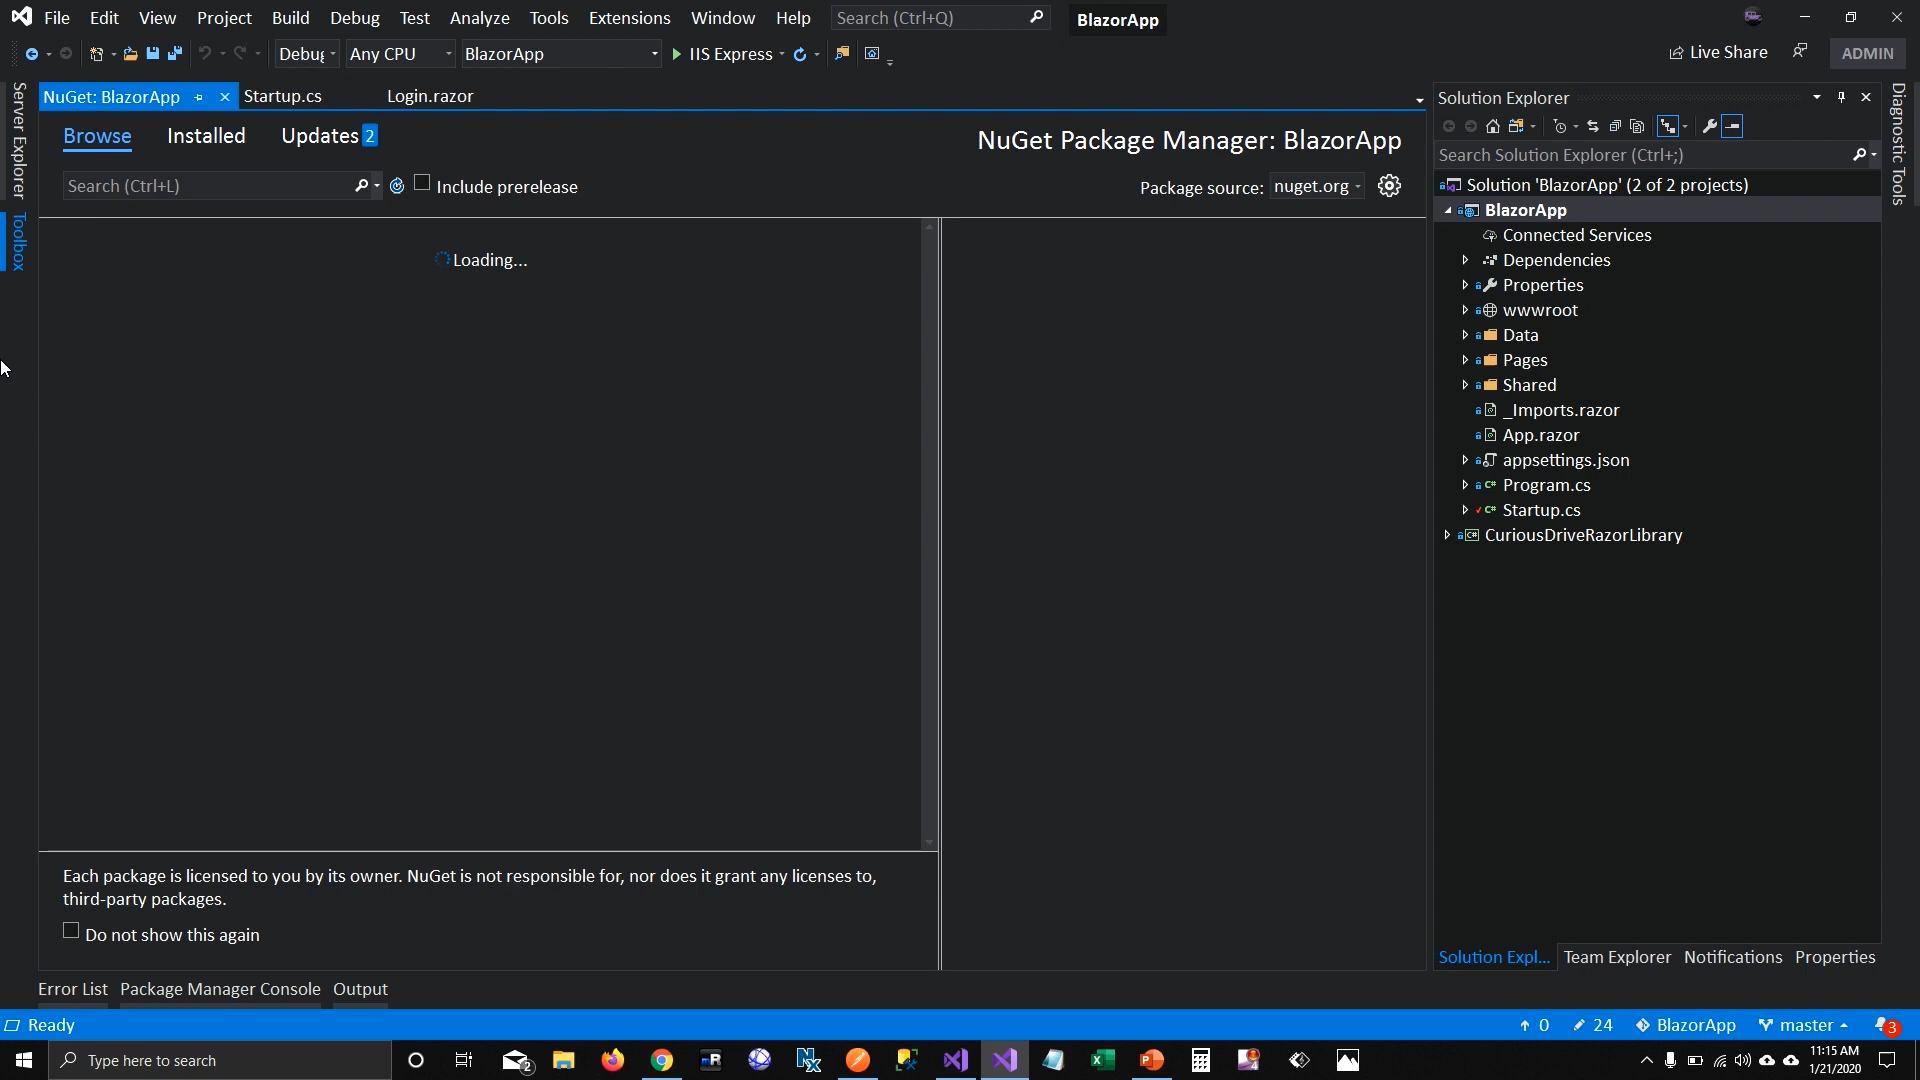 File Edit View Project Build Debug Test Analyze Tools Extensions Window Help Search (Ctrl+Q) BlazorApp
Debug Any CPU BlazorApp IIS Express Live Share ADMIN
Server Explorer
Toolbox
NuGet: BlazorApp Startup.cs Login.razor
Browse Installed Updates 2
NuGet Package Manager: BlazorApp
Search (Ctrl+L) Include prerelease
Package source: nuget.org
Loading...
Each package is licensed to you by its owner. NuGet is not responsible for, nor does it grant any licenses to,
third-party packages.
Do not show this again
Solution Explorer
Search Solution Explorer (Ctrl+;)
Solution 'BlazorApp' (2 of 2 projects)
BlazorApp
Connected Services
Dependencies
Properties
wwwroot
Data
Pages
Shared
_Imports.razor
App.razor
appsettings.json
C# Program.cs
C# Startup.cs
C# CuriousDriveRazorLibrary
Solution Expl... Team Explorer Notifications Properties
Diagnostic Tools
Error List Package Manager Console Output
Ready 0 24 BlazorApp master 3
Type here to search
2
11:15 AM
1/21/2020